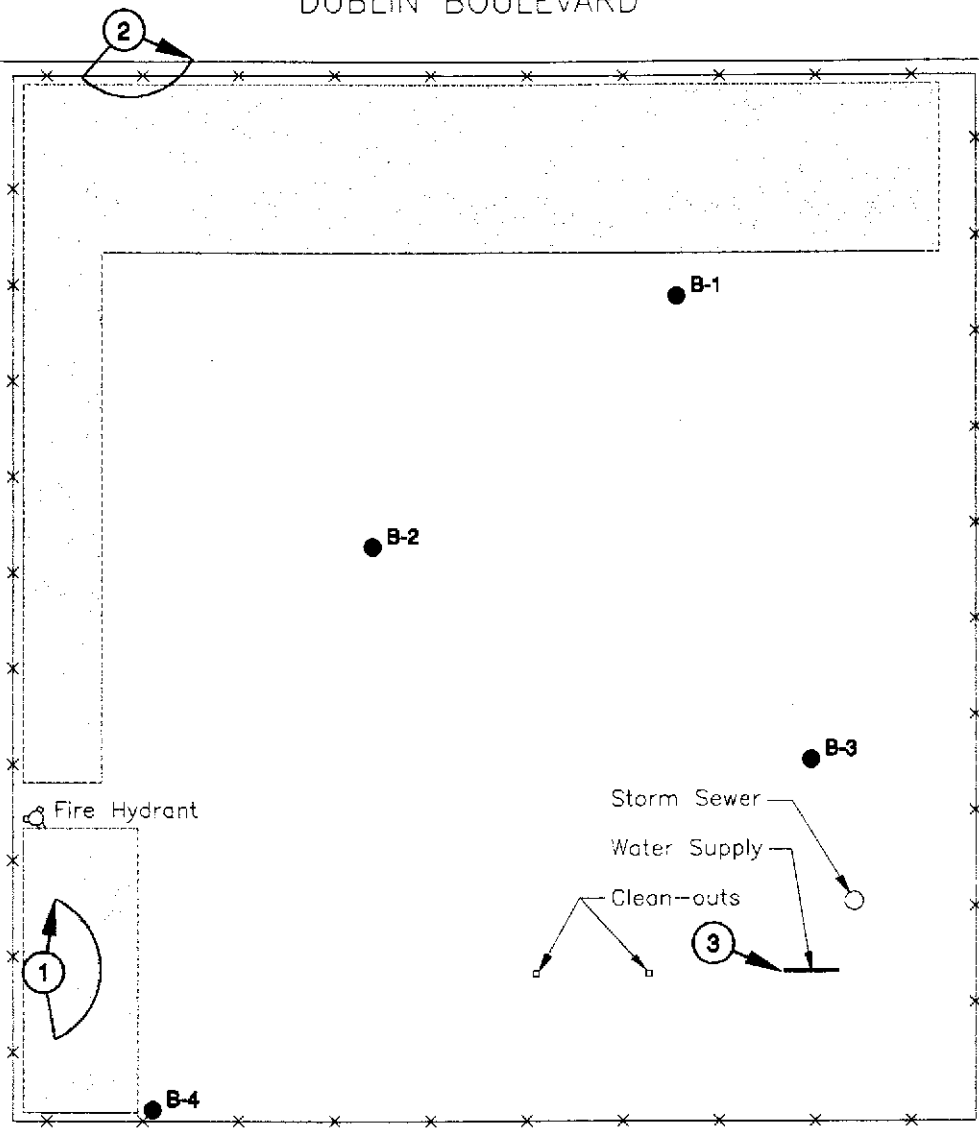 DUBLIN BOULEVARD
2
B-1
B-2
B-3
Fire Hydrant
Storm Sewer
Water Supply
Clean-outs
3
1
B-4